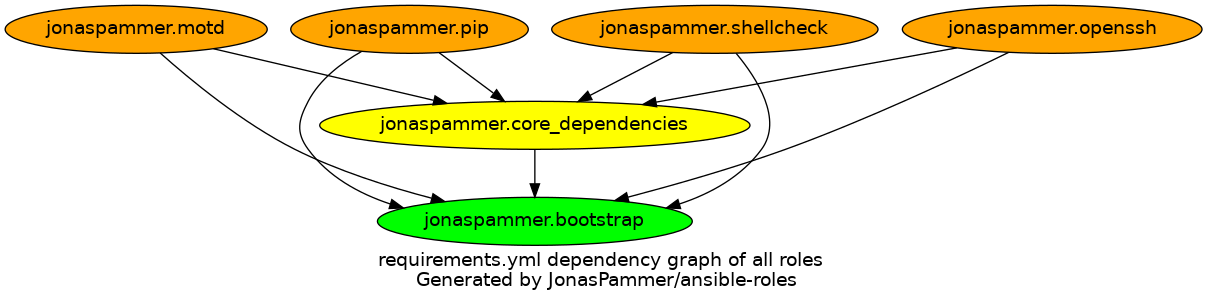 jonaspammer.motd
jonaspammer.pip
jonaspammer.shellcheck
jonaspammer.openssh
jonaspammer.core_dependencies
jonaspammer.bootstrap
requirements.yml dependency graph of all roles
Generated by JonasPammer/ansible-roles